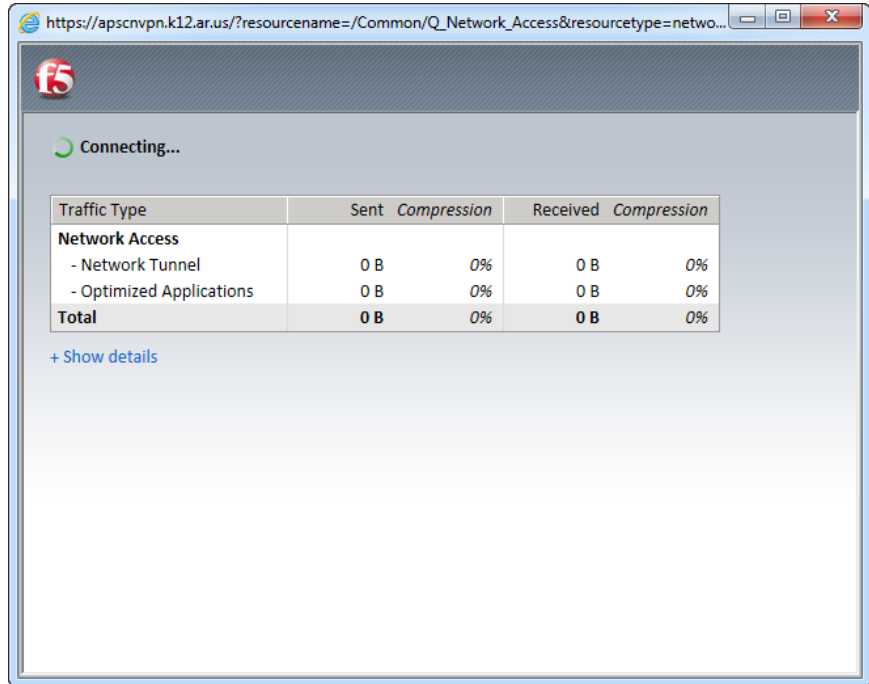 https://apscnvpn.k12.ar.us/?resourcename=/Common/Q_Network_Access&resourcetype=netwo...
f5
Connecting...
Traffic Type Sent Compression Received Compression
Network Access
- Network Tunnel 0 B 0% 0 B 0%
- Optimized Applications 0 B 0% 0 B 0%
Total 0 B 0% 0 B 0%
+ Show details